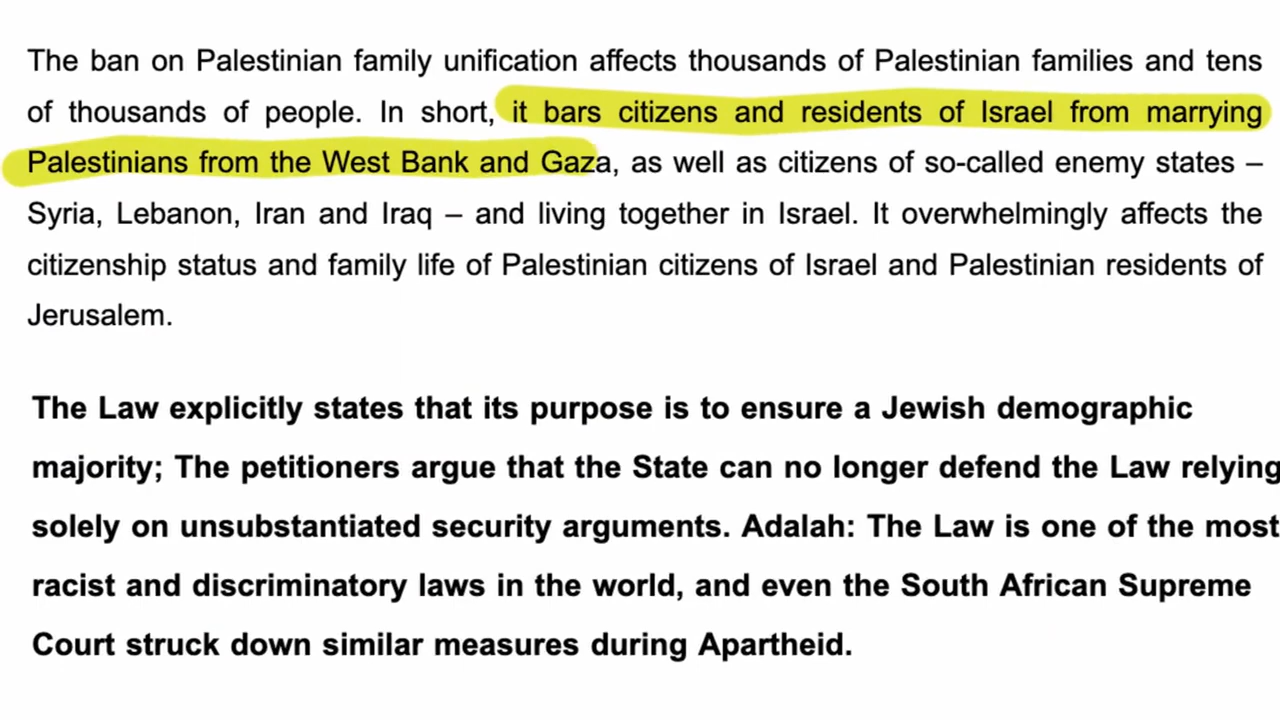 The ban on Palestinian family unification affects thousands of Palestinian families and tens
of thousands of people. In short, it bars citizens and residents of Israel from marrying
Palestinians from the West Bank and Gaza, as well as citizens of so-called enemy states –
Syria, Lebanon, Iran and Iraq – and living together in Israel. It overwhelmingly affects the
citizenship status and family life of Palestinian citizens of Israel and Palestinian residents of
Jerusalem.
The Law explicitly states that its purpose is to ensure a Jewish demographic
majority; The petitioners argue that the State can no longer defend the Law relying
solely on unsubstantiated security arguments. Adalah: The Law is one of the most
racist and discriminatory laws in the world, and even the South African Supreme
Court struck down similar measures during Apartheid.